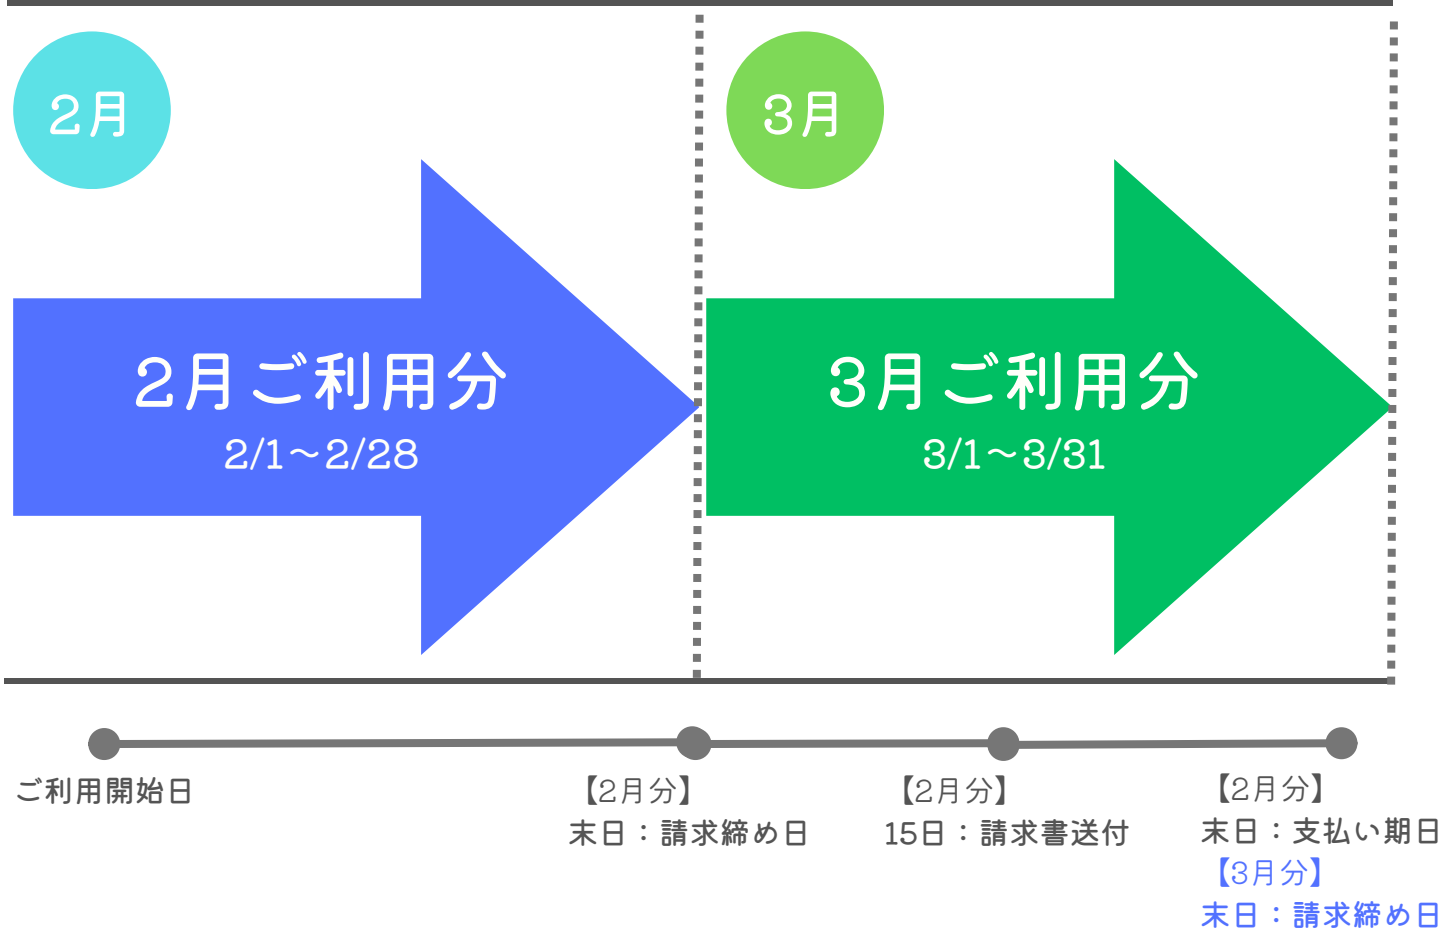 2月
3月
2月ご利用分
2/1～2/28
3月ご利用分
3/1～3/31
ご利用開始日
【2月分】
末日：請求締め日
【2月分】
15日：請求書送付
【2月分】
末日：支払い期日
【3月分】
末日：請求締め日